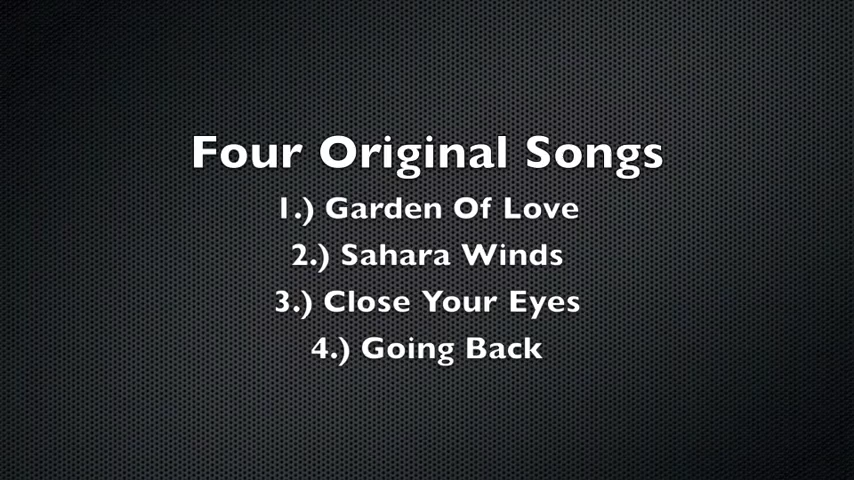 Four Original Songs
1.) Garden Of Love
2.) Sahara Winds
3.) Close Your Eyes
4.) Going Back